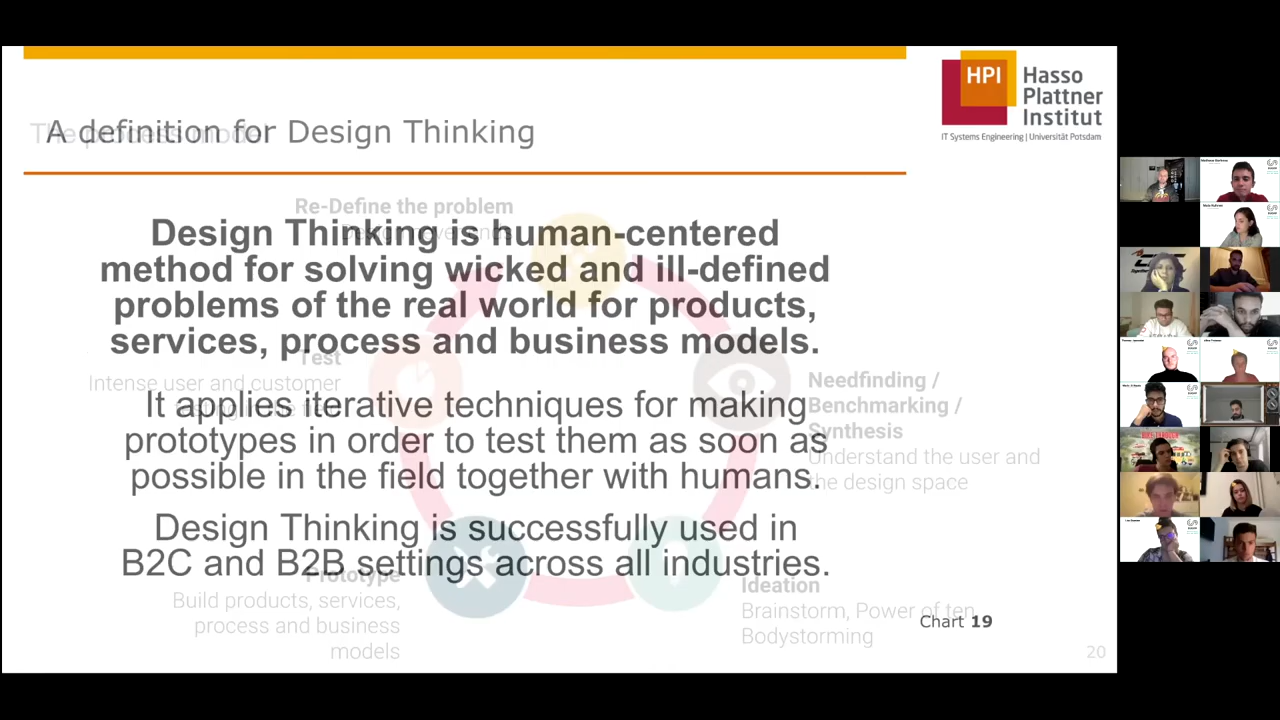 HPI Hasso
Plattner
Institut
IT Systems Engineering | Universität Potsdam
A definition for Design Thinking
The process model
Re-Define the problem
Design Thinking is human-centered
method for solving wicked and ill-defined
problems of the real world for products,
services, process and business models.
Test
Intense user and customer
It applies iterative techniques for making
prototypes in order to test them as soon as
possible in the field together with humans.
Needfinding /
Benchmarking /
Synthesis
Understand the user and
the design space
Design Thinking is successfully used in
B2C and B2B settings across all industries.
Prototype
Build products, services,
process and business
models
Ideation
Brainstorm, Power of ten
Bodystorming
Chart 19
20